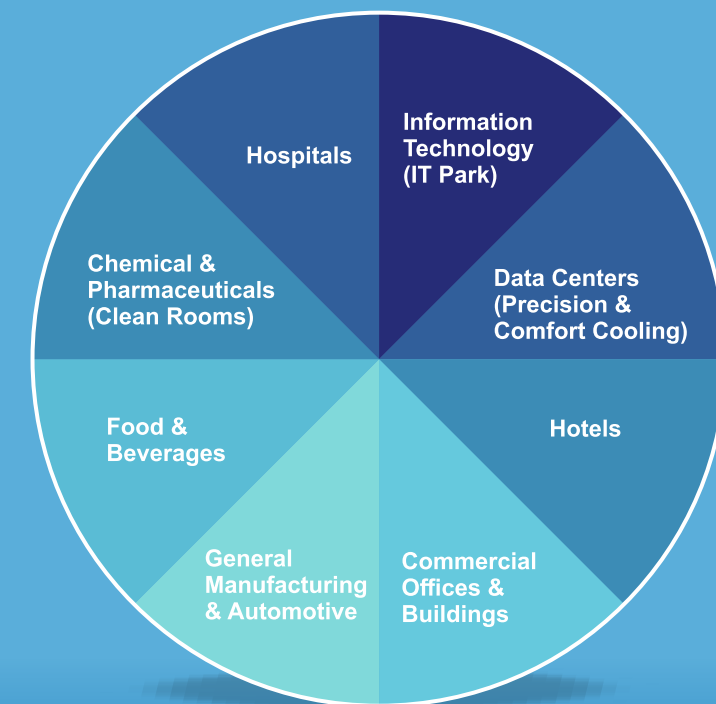 Information
Technology
(IT Park)
Hospitals
Data Centers
(Precision &
Comfort Cooling)
Chemical &
Pharmaceuticals
(Clean Rooms)
Hotels
Food &
Beverages
General
Manufacturing
& Automotive
Commercial
Offices &
Buildings